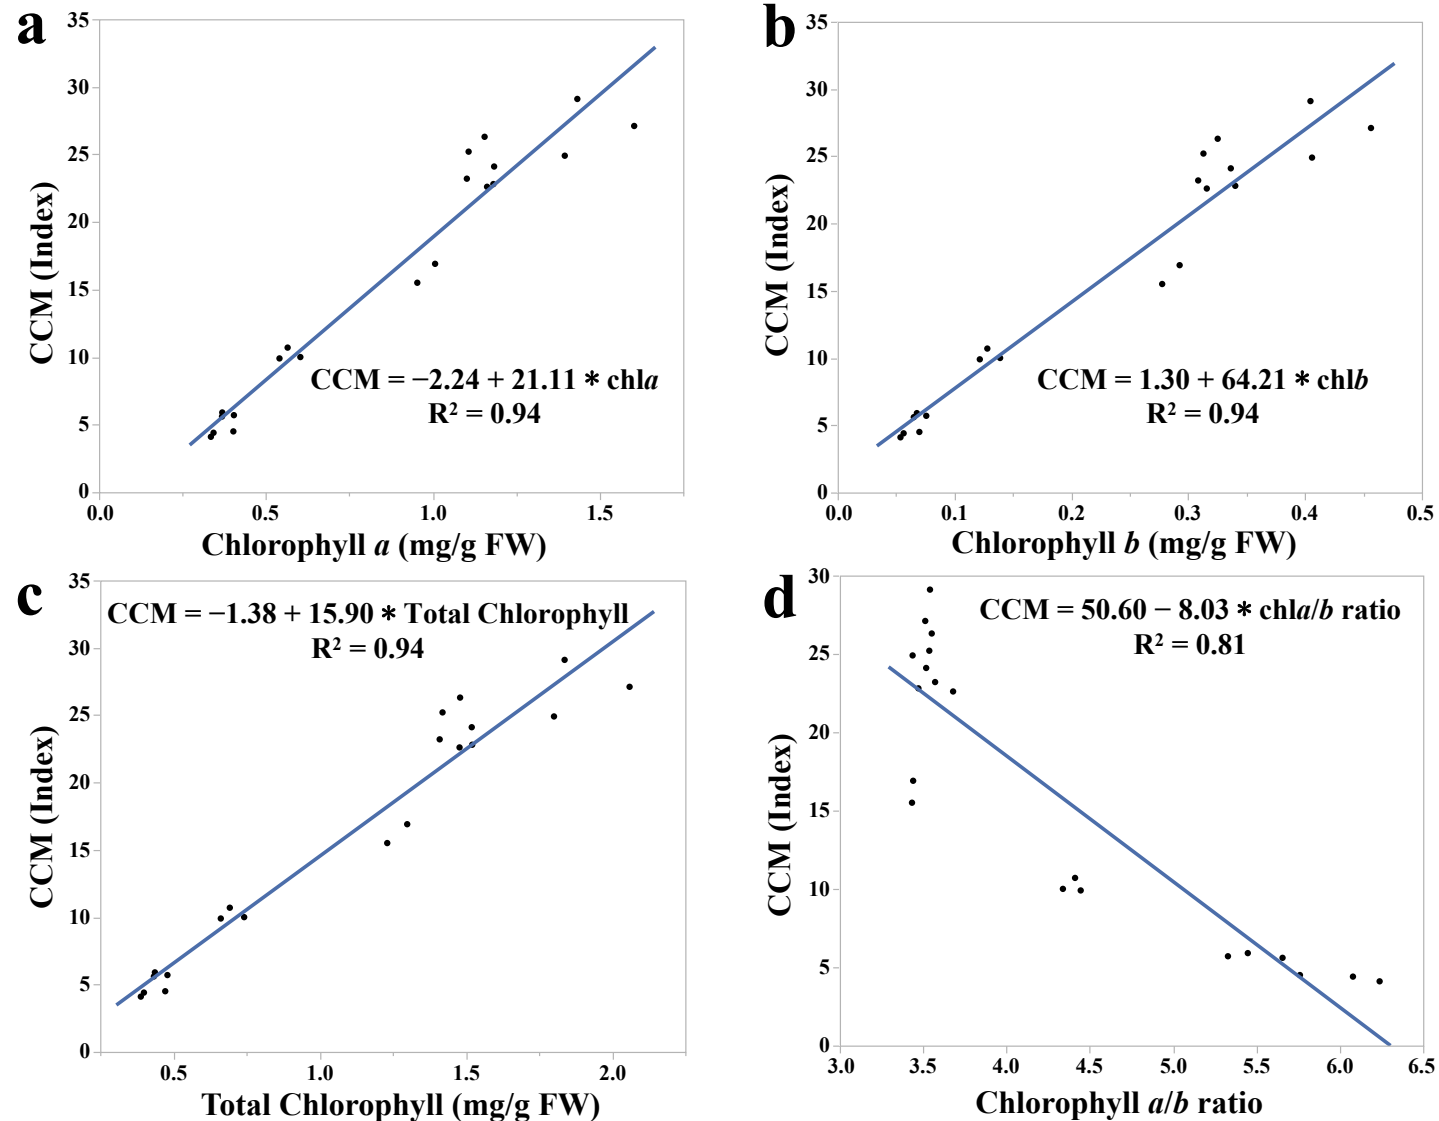 a
35
30
25
20
15
10
5
0
CCM (Index)
CCM = −2.24 + 21.11 * chla
R² = 0.94
0.0 0.5 1.0 1.5
Chlorophyll a (mg/g FW)
b
35
30
25
20
15
10
5
0
CCM (Index)
CCM = 1.30 + 64.21 * chlb
R² = 0.94
0.0 0.1 0.2 0.3 0.4 0.5
Chlorophyll b (mg/g FW)
c
35
30
25
20
15
10
5
0
CCM (Index)
CCM = −1.38 + 15.90 * Total Chlorophyll
R² = 0.94
0.5 1.0 1.5 2.0
Total Chlorophyll (mg/g FW)
d
30
25
20
15
10
5
0
CCM (Index)
CCM = 50.60 − 8.03 * chla/b ratio
R² = 0.81
3.0 3.5 4.0 4.5 5.0 5.5 6.0 6.5
Chlorophyll a/b ratio